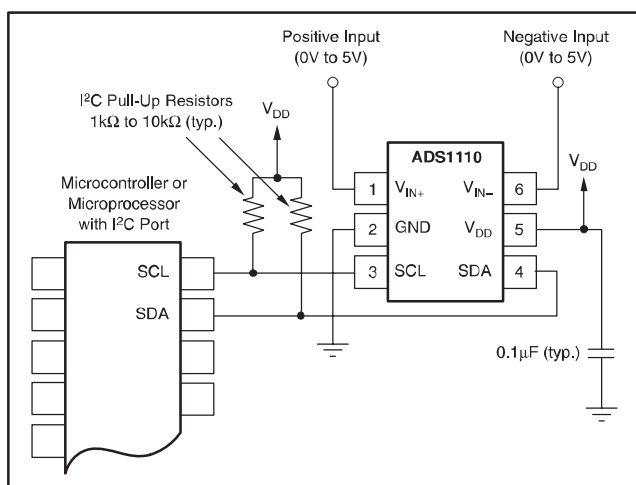 Positive Input
(0V to 5V)
Negative Input
(0V to 5V)
I²C Pull-Up Resistors
1kΩ to 10kΩ (typ.)
V_DD
Microcontroller or
Microprocessor
with I²C Port
SCL
SDA
ADS1110
1 V_IN+ V_IN− 6
2 GND V_DD 5
3 SCL SDA 4
V_DD
0.1μF (typ.)